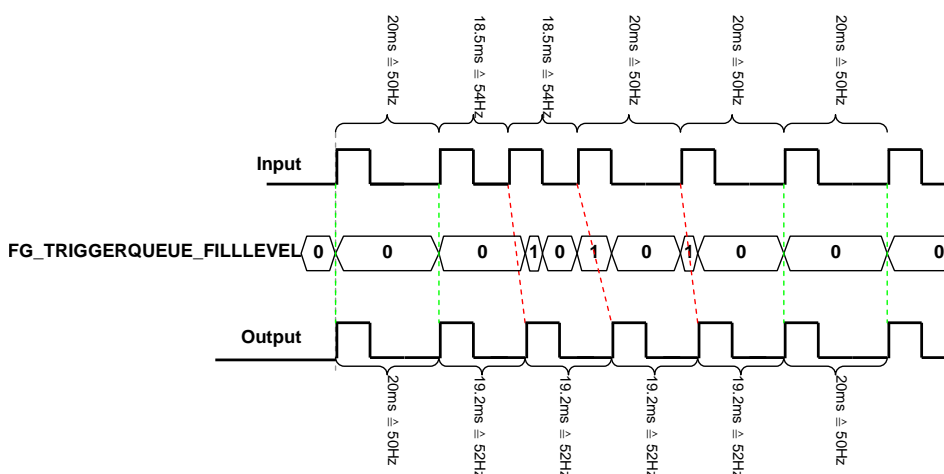 20ms ≙ 50Hz
18.5ms ≙ 54Hz
18.5ms ≙ 54Hz
20ms ≙ 50Hz
20ms ≙ 50Hz
20ms ≙ 50Hz
Input
FG_TRIGGERQUEUE_FILLLEVEL 0 0 0 1 0 1 0 1 0 0 0
Output
20ms ≙ 50Hz
19.2ms ≙ 52Hz
19.2ms ≙ 52Hz
19.2ms ≙ 52Hz
19.2ms ≙ 52Hz
20ms ≙ 50Hz